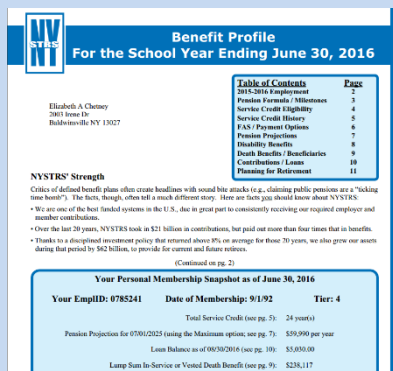 NY
STRS
NY
Benefit Profile
For the School Year Ending June 30, 2016
Table of Contents Page
2015-2016 Employment 2
Pension Formula / Milestones 3
Service Credit Eligibility 4
Service Credit History 5
FAS / Payment Options 6
Pension Projections 7
Disability Benefits 8
Death Benefits / Beneficiaries 9
Contributions / Loans 10
Planning for Retirement 11
Elizabeth A Chetney
2003 Irene Dr
Baldwinsville NY 13027
NYSTRS' Strength
Critics of defined benefit plans often create headlines with sound bite attacks (e.g., claiming public pensions are a "ticking
time bomb"). The facts, though, often tell a much different story. Here are facts you should know about NYSTRS:
• We are one of the best funded systems in the U.S., due in great part to consistently receiving our required employer and
member contributions.
• Over the last 20 years, NYSTRS took in $21 billion in contributions, but paid out more than four times that in benefits.
• Thanks to a disciplined investment policy that returned above 8% on average for those 20 years, we also grew our assets
during that period by $62 billion, to provide for current and future retirees.
(Continued on pg. 2)
Your Personal Membership Snapshot as of June 30, 2016
Your EmplID: 0785241 Date of Membership: 9/1/92 Tier: 4
Total Service Credit (see pg. 5): 24 year(s)
Pension Projection for 07/01/2025 (using the Maximum option; see pg. 7): $59,990 per year
Loan Balance as of 08/30/2016 (see pg. 10): $5,030.00
Lump Sum In-Service or Vested Death Benefit (see pg. 9): $238,117